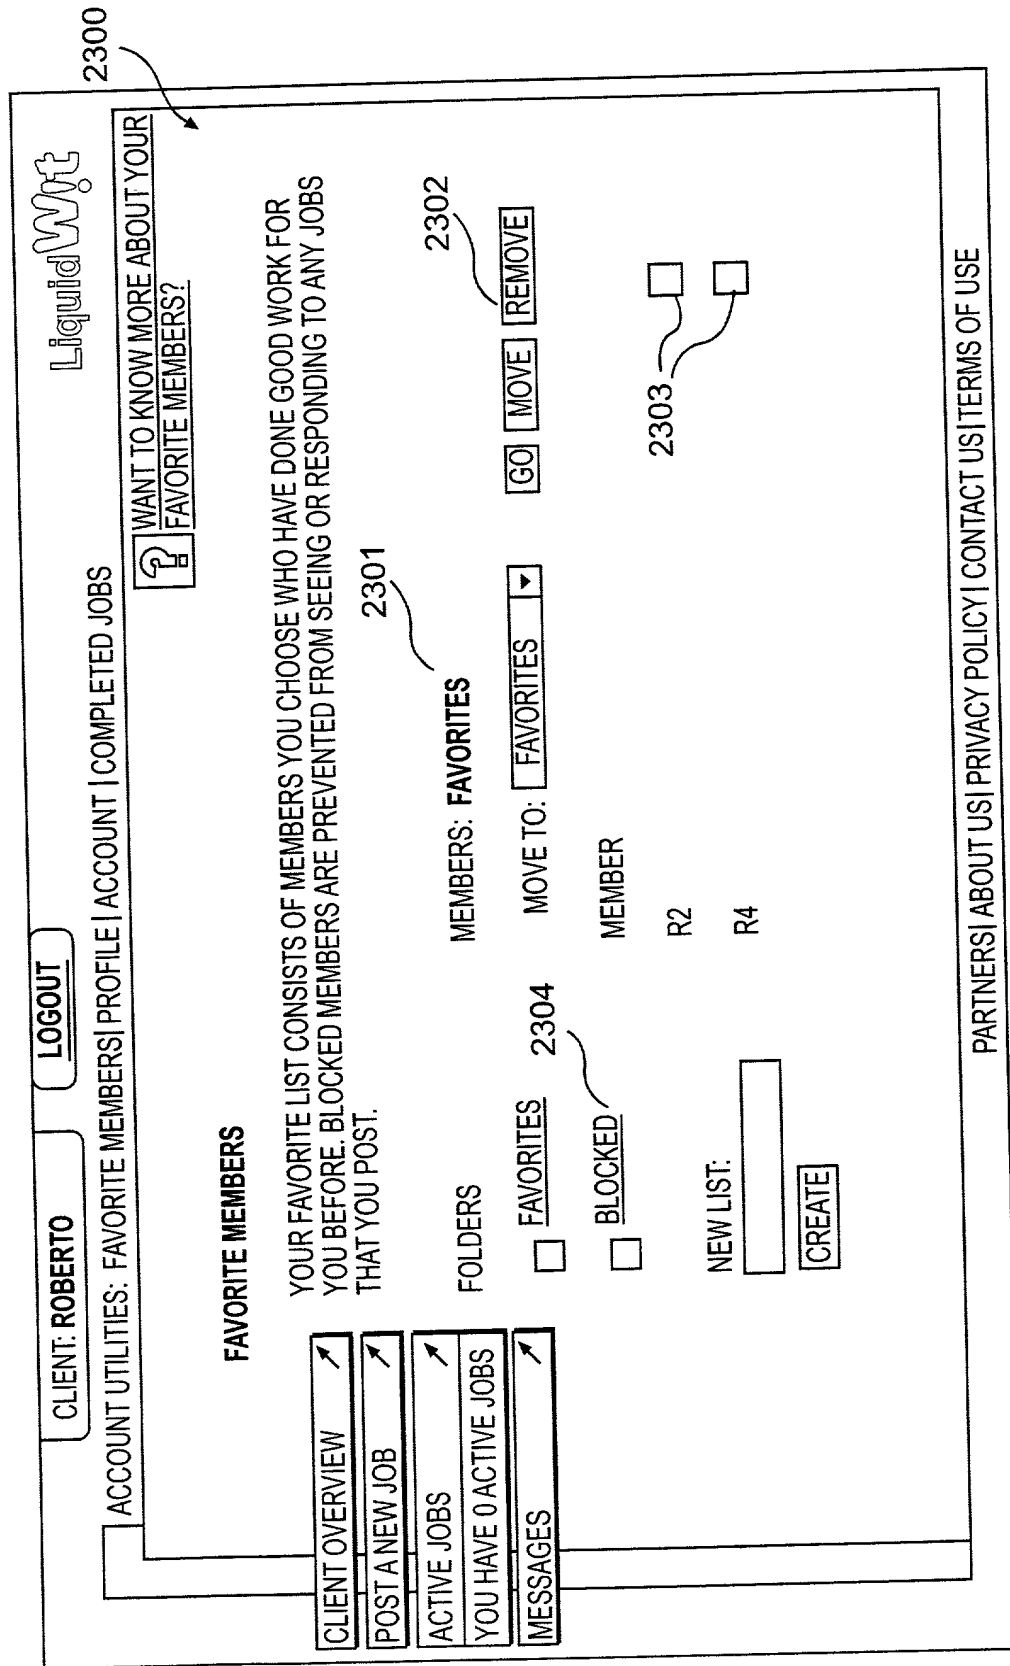 2300
CLIENT: ROBERTO
LOGOUT
LiquidWit
ACCOUNT UTILITIES: FAVORITE MEMBERS| PROFILE | ACCOUNT | COMPLETED JOBS
? WANT TO KNOW MORE ABOUT YOUR
FAVORITE MEMBERS?
FAVORITE MEMBERS
YOUR FAVORITE LIST CONSISTS OF MEMBERS YOU CHOOSE WHO HAVE DONE GOOD WORK FOR
YOU BEFORE. BLOCKED MEMBERS ARE PREVENTED FROM SEEING OR RESPONDING TO ANY JOBS
THAT YOU POST.
CLIENT OVERVIEW
POST A NEW JOB
ACTIVE JOBS
YOU HAVE 0 ACTIVE JOBS
MESSAGES
FOLDERS
FAVORITES
BLOCKED
2304
NEW LIST:
CREATE
MEMBERS: FAVORITES
2301
MOVE TO: FAVORITES
GO
MOVE
REMOVE
2302
MEMBER
R2
R4
2303
PARTNERS| ABOUT US| PRIVACY POLICY| CONTACT US|TERMS OF USE